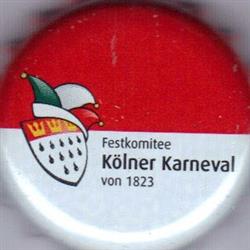 Festkomitee
Kölner Karneval
von 1823